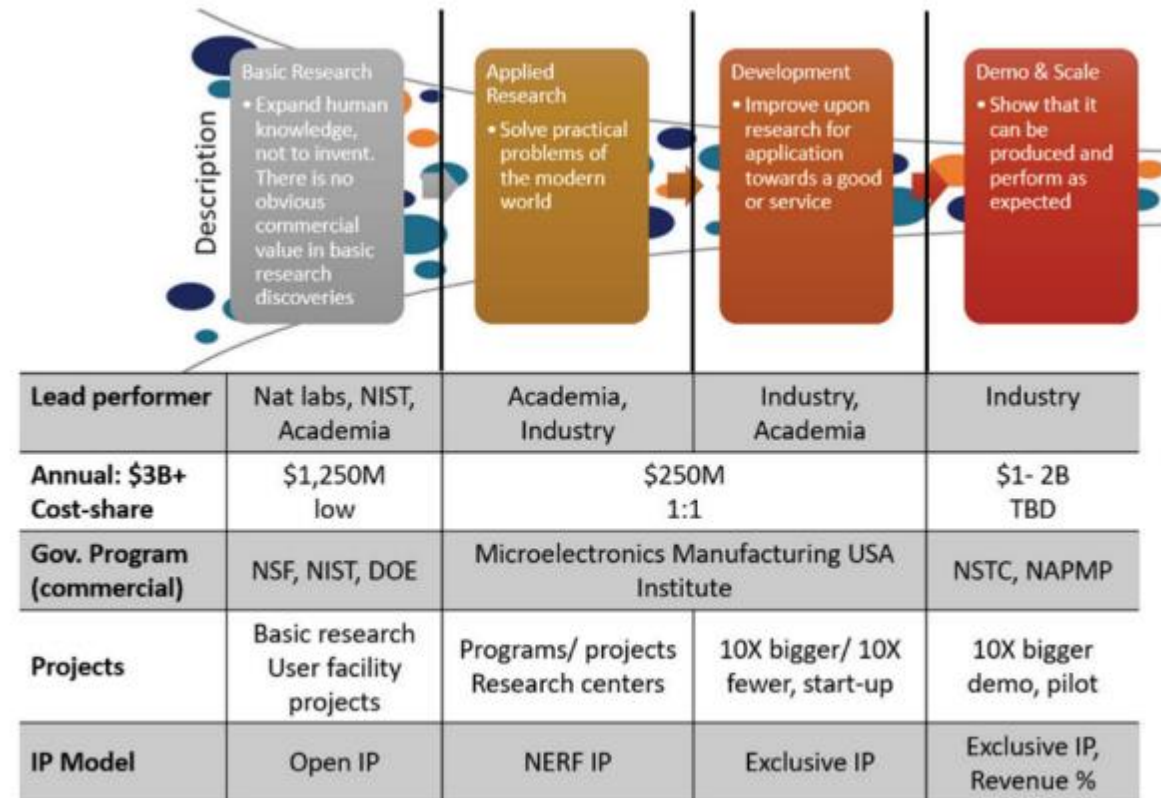 Description
Basic Research
• Expand human
knowledge,
not to invent.
There is no
obvious
commercial
value in basic
research
discoveries
Applied
Research
• Solve practical
problems of
the modern
world
Development
• Improve upon
research for
application
towards a good
or service
Demo & Scale
• Show that it
can be
produced and
perform as
expected
Lead performer
Nat labs, NIST,
Academia
Academia,
Industry
Industry,
Academia
Industry
Annual: $3B+
Cost-share
$1,250M
low
$250M
1:1
$1- 2B
TBD
Gov. Program
(commercial)
NSF, NIST, DOE
Microelectronics Manufacturing USA
Institute
NSTC, NAPMP
Projects
Basic research
User facility
projects
Programs/ projects
Research centers
10X bigger/ 10X
fewer, start-up
10X bigger
demo, pilot
IP Model
Open IP
NERF IP
Exclusive IP
Exclusive IP,
Revenue %